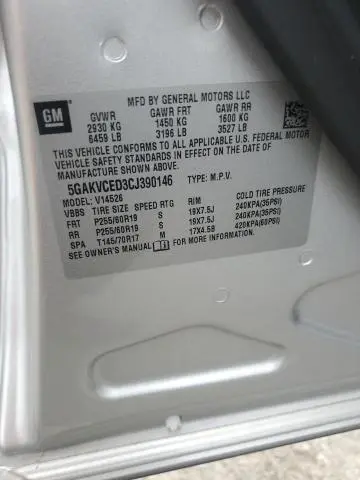 GM
MFD BY GENERAL MOTORS LLC
GVWR GAWR FRT GAWR RR
2930 KG 1450 KG 1600 KG
6459 LB 3196 LB 3527 LB
THIS VEHICLE CONFORMS TO ALL APPLICABLE U.S. FEDERAL MOTOR
VEHICLE SAFETY, BUMPER, AND THEFT PREVENTION STANDARDS IN
EFFECT ON THE DATE OF
MANUFACTURE SHOWN ABOVE.
5GAKVCED3CJ390146 TYPE: M.P.V.
MODEL: V14526
VBBS TIRE SIZE SPEED RTG RIM COLD TIRE PRESSURE
FRT P255/60R19 S 19X7.5J 240KPA(35PSI)
RR P255/60R19 S 19X7.5J 240KPA(35PSI)
SPA T145/70R17 M 17X4.5B 420KPA(60PSI)
SEE OWNER'S MANUAL FOR MORE INFORMATION.